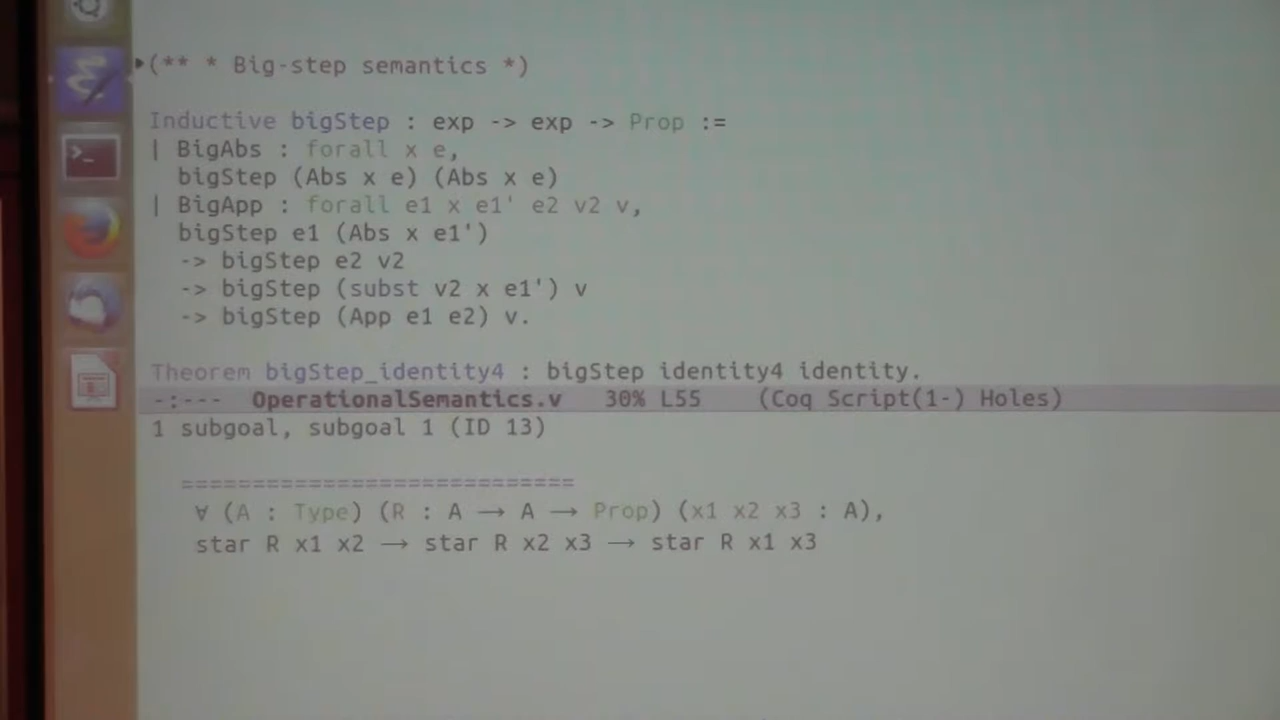 (** * Big-step semantics *)
Inductive bigStep : exp -> exp -> Prop :=
| BigAbs : forall x e,
bigStep (Abs x e) (Abs x e)
| BigApp : forall e1 x e1' e2 v2 v,
bigStep e1 (Abs x e1')
-> bigStep e2 v2
-> bigStep (subst v2 x e1') v
-> bigStep (App e1 e2) v.
Theorem bigStep_identity4 : bigStep identity4 identity.
-:--- OperationalSemantics.v 30% L55 (Coq Script(1-) Holes)
1 subgoal, subgoal 1 (ID 13)
============================
∀ (A : Type) (R : A → A → Prop) (x1 x2 x3 : A),
star R x1 x2 → star R x2 x3 → star R x1 x3